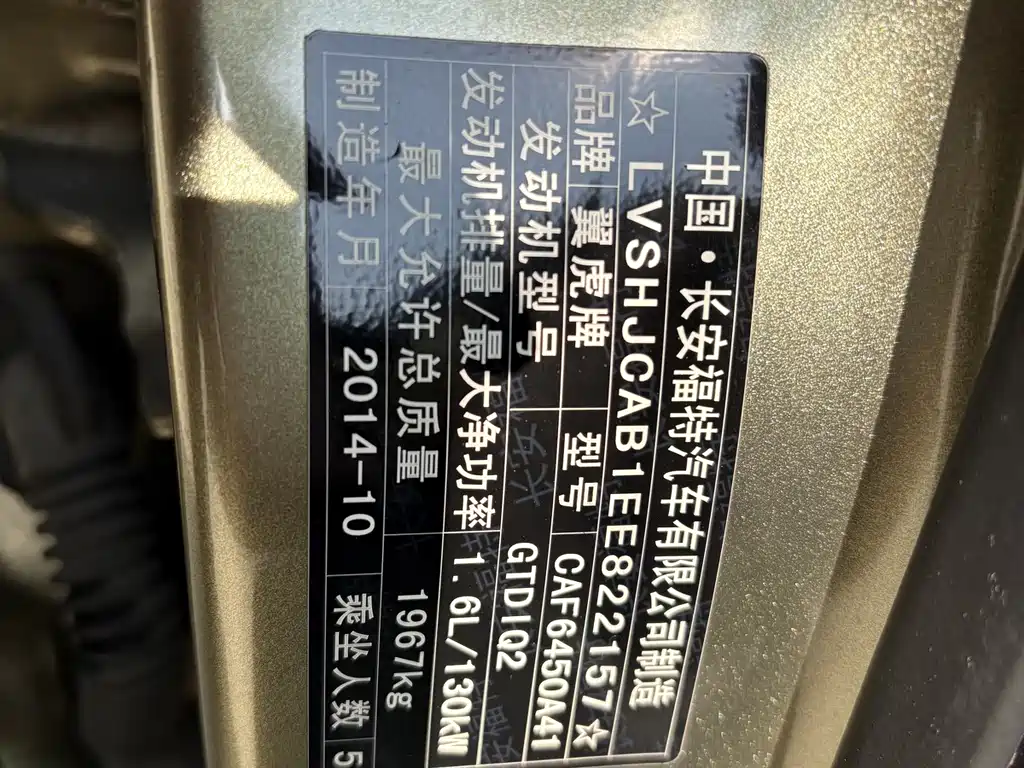 中国·长安福特汽车有限公司制造
☆LVSHJCAB1EE822157☆
品牌 翼虎牌 型号 CAF6450A41
发动机型号 GTDIQ2
发动机排量/最大净功率 1.6L/130kW
最大允许总质量 1967kg
制造年月 2014-10 乘坐人数 5